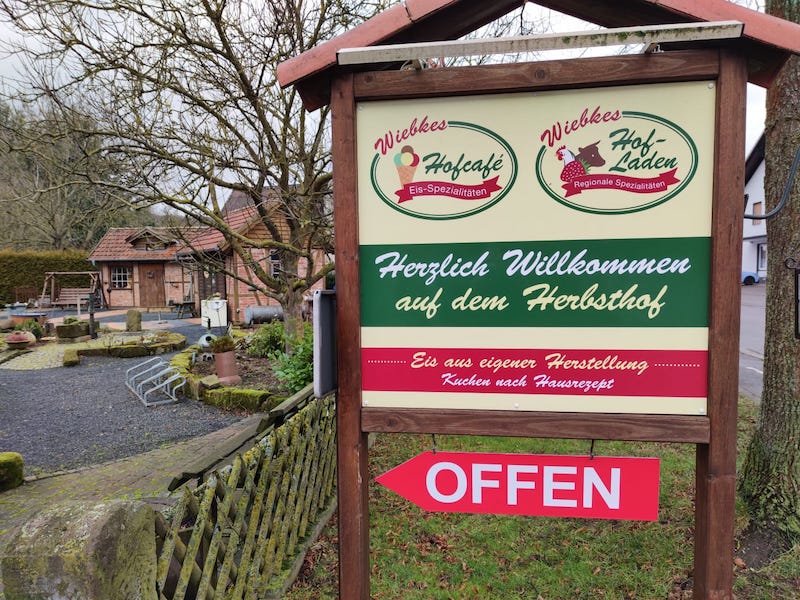 Wiebkes
Hofcafé
Eis-Spezialitäten
Wiebkes
Hof-
Laden
Regionale Spezialitäten
Herzlich Willkommen
auf dem Herbsthof
Eis aus eigener Herstellung
Kuchen nach Hausrezept
OFFEN